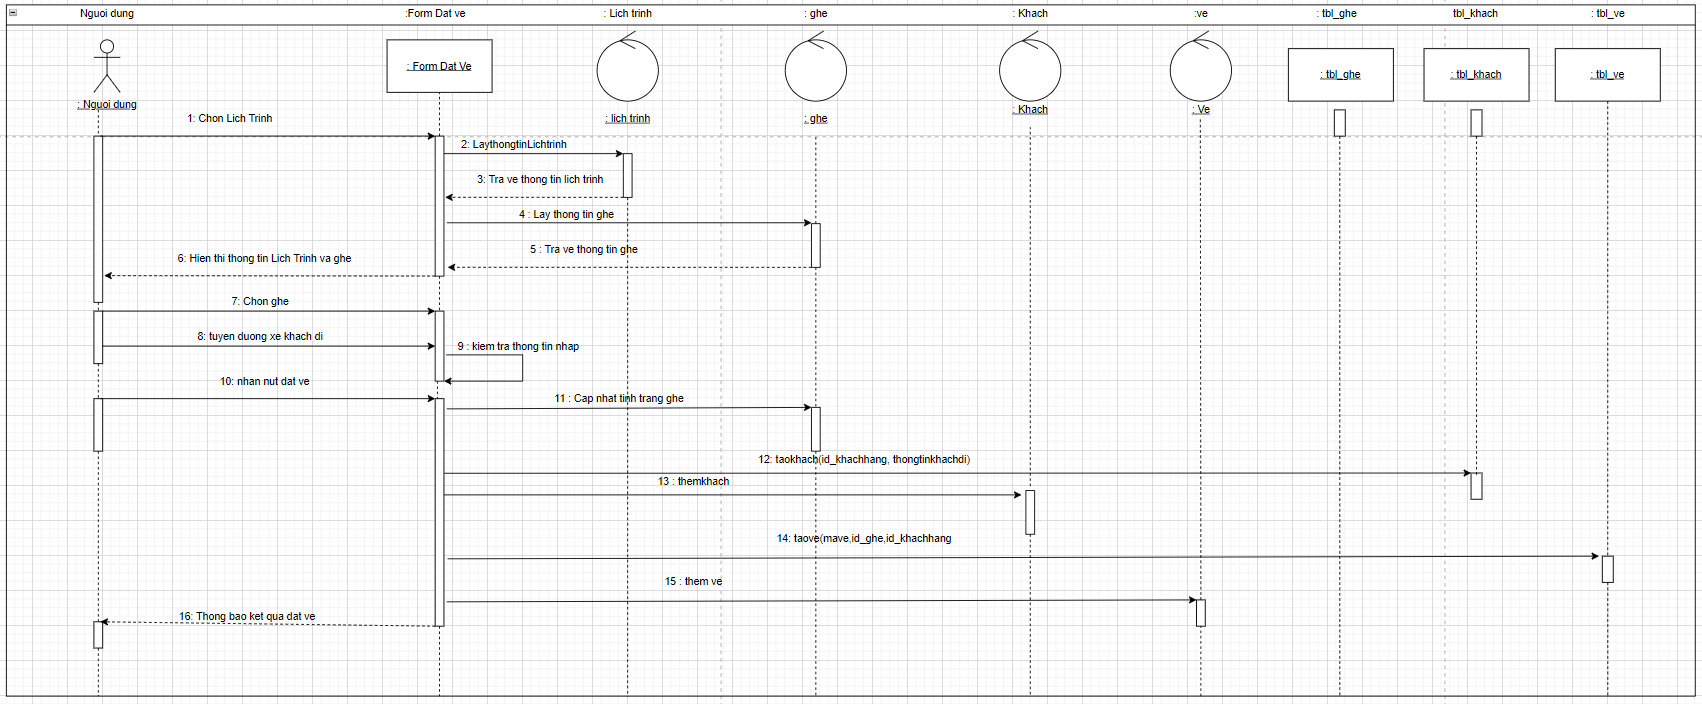 Nguoi dung
:Form Dat ve
: Lich trinh
: ghe
: Khach
:ve
: tbl_ghe
tbl_khach
: tbl_ve
: Form Dat Ve
: tbl_ghe
: tbl_khach
: tbl_ve
: Nguoi dung
: lich trinh
: ghe
: Khach
: Ve
1: Chon Lich Trinh
2: LaythongtinLichtrinh
3: Tra ve thong tin lich trinh
4 : Lay thong tin ghe
5 : Tra ve thong tin ghe
6: Hien thi thong tin Lich Trinh va ghe
7: Chon ghe
8: tuyen duong xe khach di
9 : kiem tra thong tin nhap
10: nhan nut dat ve
11 : Cap nhat tinh trang ghe
12: taokhach(id_khachhang, thongtinkhachdi)
13 : themkhach
14: taove(mave,id_ghe,id_khachhang
15 : them ve
16: Thong bao ket qua dat ve